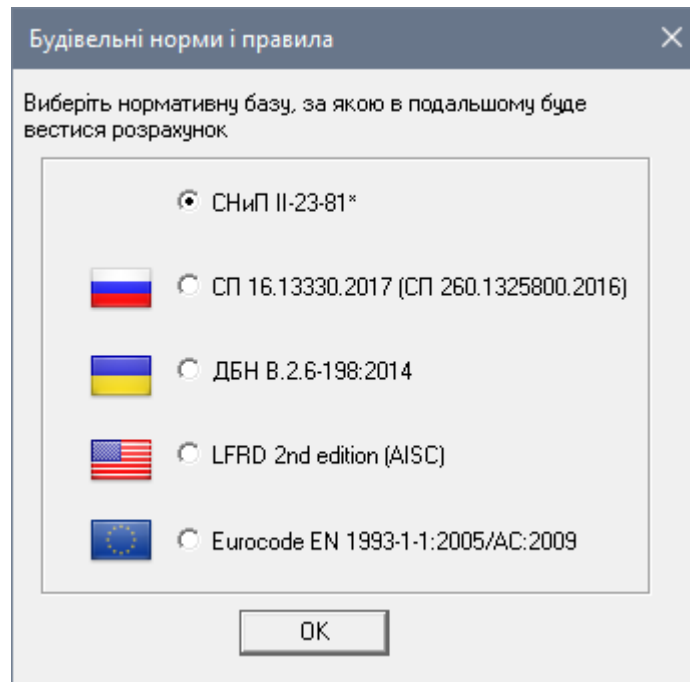 Будівельні норми і правила
Виберіть нормативну базу, за якою в подальшому буде
вестися розрахунок
СНиП II-23-81*
СП 16.13330.2017 (СП 260.1325800.2016)
ДБН В.2.6-198:2014
LFRD 2nd edition (AISC)
Eurocode EN 1993-1-1:2005/AC:2009
OK